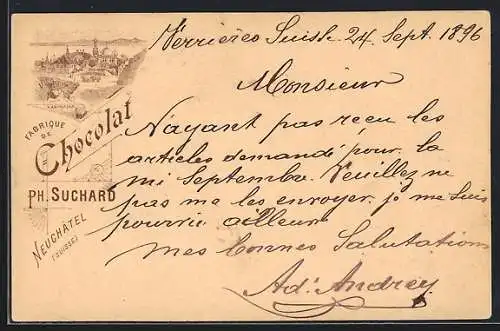 Verrières Suisse. 24 Sept. 1896
Monsieur
FABRIQUE
DE
Chocolat
PH. SUCHARD
NEUCHATEL
(SUISSE)
N'ayant pas reçu les
articles demandé pour la
mi Septembre. Veuillez ne
pas me les envoyer. je me suis
pourvu ailleurs
mes bonnes Salutations
Ad. Andrey